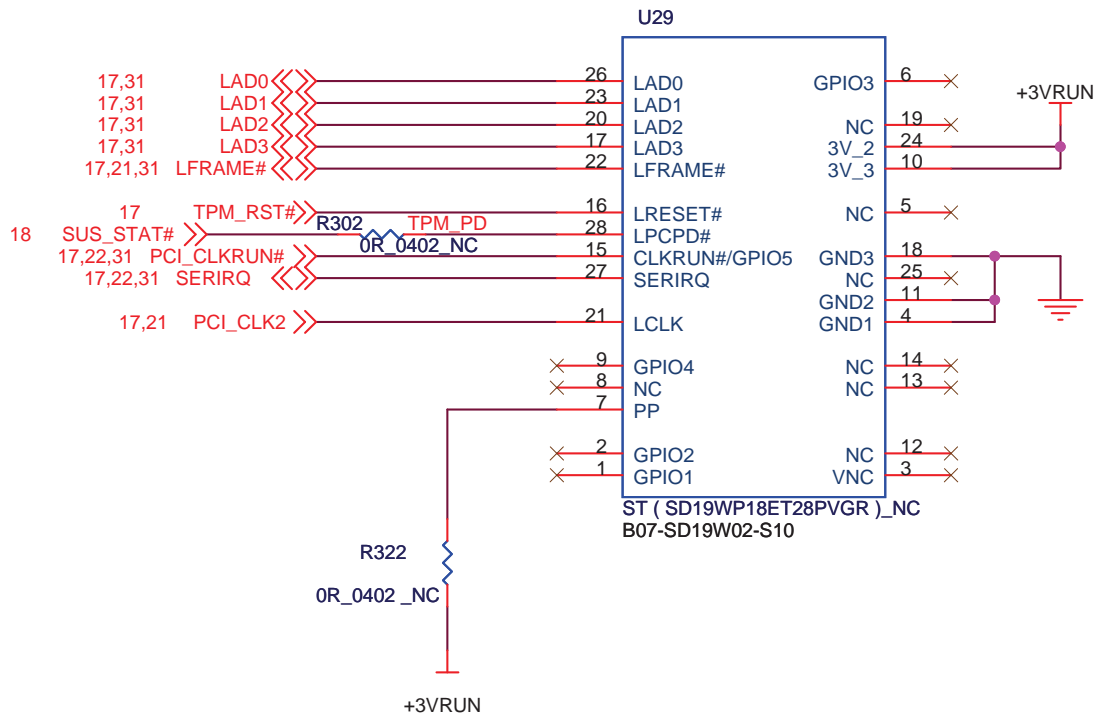 U29
17,31 LAD0 26 LAD0 GPIO3 6
17,31 LAD1 23 LAD1 +3VRUN
17,31 LAD2 20 LAD2 NC 19
17,31 LAD3 17 LAD3 3V_2 24
17,21,31 LFRAME# 22 LFRAME# 3V_3 10
17 TPM_RST# 16 LRESET# NC 5
18 SUS_STAT# R302 TPM_PD 28 LPCPD#
0R_0402_NC
17,22,31 PCI_CLKRUN# 15 CLKRUN#/GPIO5 GND3 18
17,22,31 SERIRQ 27 SERIRQ NC 25
GND2 11
17,21 PCI_CLK2 21 LCLK GND1 4
9 GPIO4 NC 14
8 NC NC 13
7 PP
2 GPIO2 NC 12
1 GPIO1 VNC 3
ST ( SD19WP18ET28PVGR )_NC
B07-SD19W02-S10
R322
0R_0402 _NC
+3VRUN